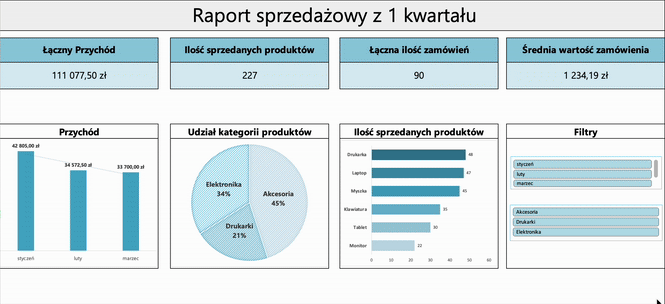 Raport sprzedażowy z 1 kwartału
Łączny Przychód
111 077,50 zł
Ilość sprzedanych produktów
227
Łączna ilość zamówień
90
Średnia wartość zamówienia
1 234,19 zł
Przychód
42 805,00 zł
34 572,50 zł
33 700,00 zł
styczeń
luty
marzec
Udział kategorii produktów
Elektronika
34%
Akcesoria
45%
Drukarki
21%
Ilość sprzedanych produktów
Drukarka 48
Laptop 47
Myszka 45
Klawiatura 35
Tablet 30
Monitor 22
0 10 20 30 40 50 60
Filtry
styczeń
luty
marzec
Akcesoria
Drukarki
Elektronika